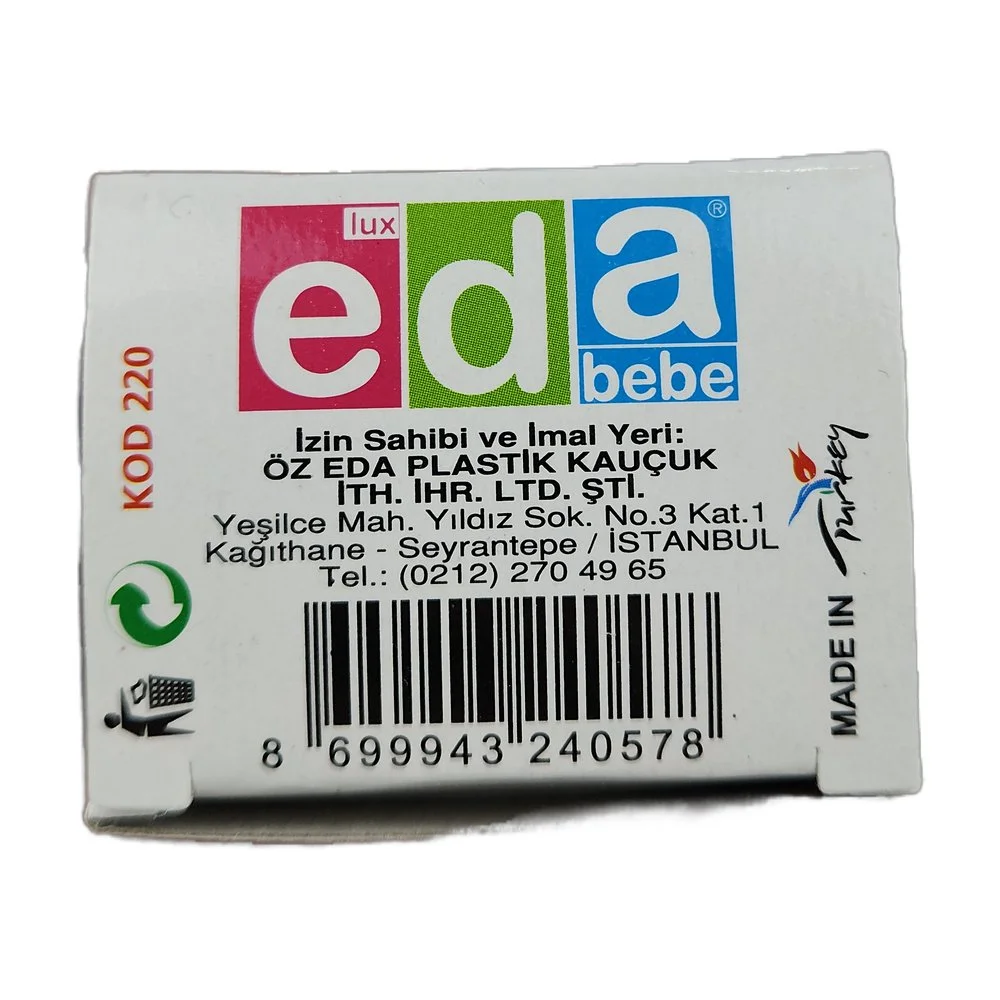 lux
eda®
bebe
KOD 220
İzin Sahibi ve İmal Yeri:
ÖZ EDA PLASTİK KAUÇUK
İTH. İHR. LTD. ŞTİ.
Yeşilce Mah. Yıldız Sok. No.3 Kat.1
Kağıthane - Seyrantepe / İSTANBUL
Tel.: (0212) 270 49 65
8 699943 240578
MADE IN Turkey